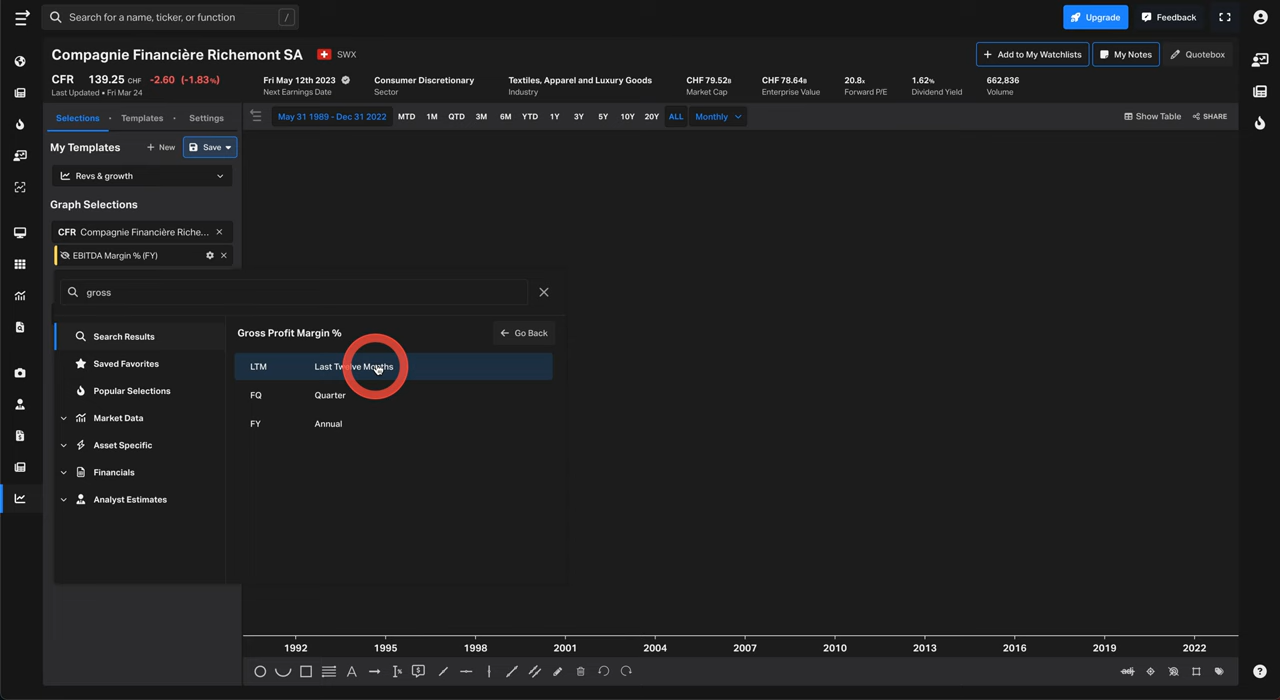 Search for a name, ticker, or function
/
Upgrade
Feedback
Compagnie Financière Richemont SA
SWX
Add to My Watchlists
My Notes
Quotebox
CFR 139.25 CHF -2.60 (-1.83%)
Last Updated • Fri Mar 24
Fri May 12th 2023
Next Earnings Date
Consumer Discretionary
Sector
Textiles, Apparel and Luxury Goods
Industry
CHF 79.52B
Market Cap
CHF 78.64B
Enterprise Value
20.8x
Forward P/E
1.62%
Dividend Yield
662,836
Volume
Selections • Templates • Settings
May 31 1989 - Dec 31 2022 MTD 1M QTD 3M 6M YTD 1Y 3Y 5Y 10Y 20Y ALL Monthly
Show Table
SHARE
My Templates
+ New
Save
Revs & growth
Graph Selections
CFR Compagnie Financière Riche...
EBITDA Margin % (FY)
gross
Search Results
Saved Favorites
Popular Selections
Market Data
Asset Specific
Financials
Analyst Estimates
Gross Profit Margin %
Go Back
LTM Last Twelve Months
FQ Quarter
FY Annual
1992 1995 1998 2001 2004 2007 2010 2013 2016 2019 2022
A
adj
?